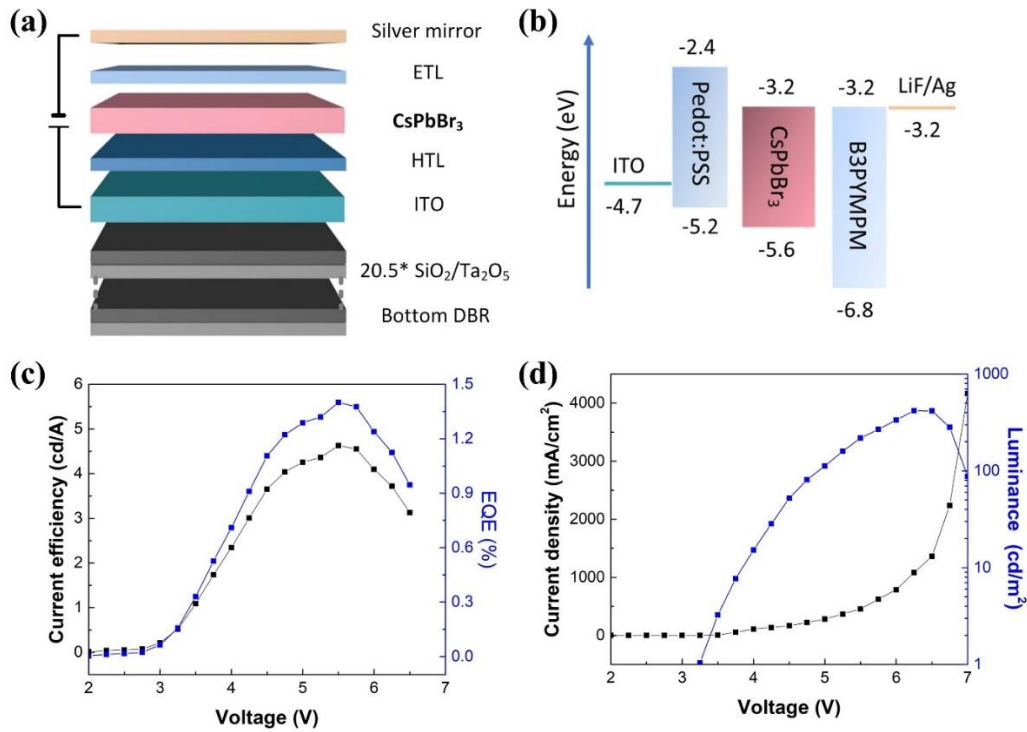 (a)
Silver mirror
ETL
CsPbBr₃
HTL
ITO
20.5* SiO₂/Ta₂O₅
Bottom DBR
(b)
Energy (eV)
ITO
-4.7
-2.4
Pedot:PSS
-5.2
-3.2
CsPbBr₃
-5.6
-3.2
B3PYMPM
-6.8
LiF/Ag
-3.2
(c)
Current efficiency (cd/A)
6
5
4
3
2
1
0
1.5
1.2
0.9
0.6
0.3
0.0
EQE (%)
2 3 4 5 6 7
Voltage (V)
(d)
Current density (mA/cm²)
4000
3000
2000
1000
0
1000
100
10
1
Luminance (cd/m²)
2 3 4 5 6 7
Voltage (V)